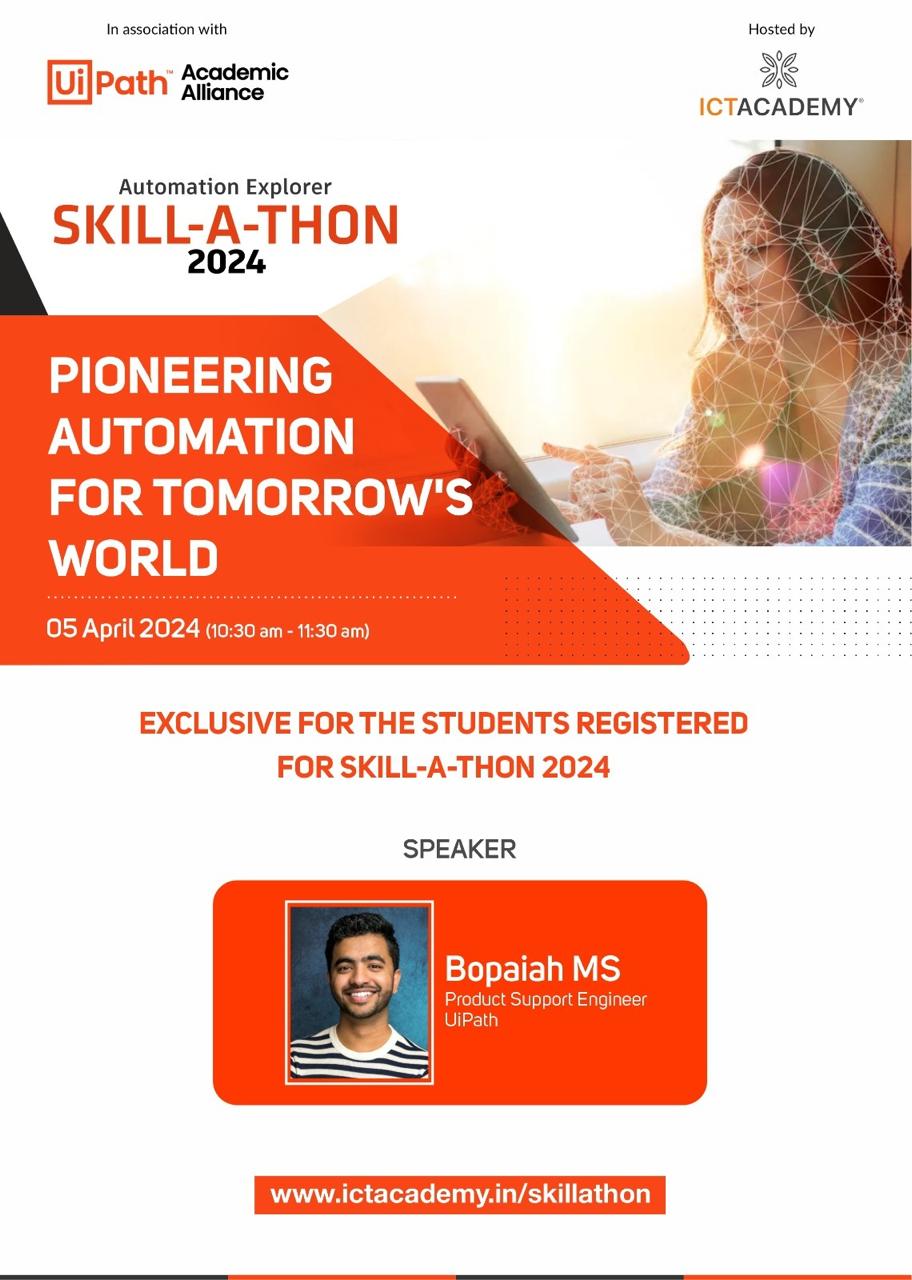 In association with
Hosted by
UiPath™ Academic
Alliance
ICTACADEMY®
Automation Explorer
SKILL-A-THON
2024
PIONEERING
AUTOMATION
FOR TOMORROW'S
WORLD
05 April 2024 (10:30 am - 11:30 am)
EXCLUSIVE FOR THE STUDENTS REGISTERED
FOR SKILL-A-THON 2024
SPEAKER
Bopaiah MS
Product Support Engineer
UiPath
www.ictacademy.in/skillathon